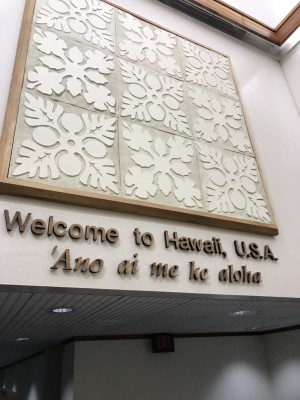 Welcome to Hawaii, U.S.A.
'Ano ai me ke aloha